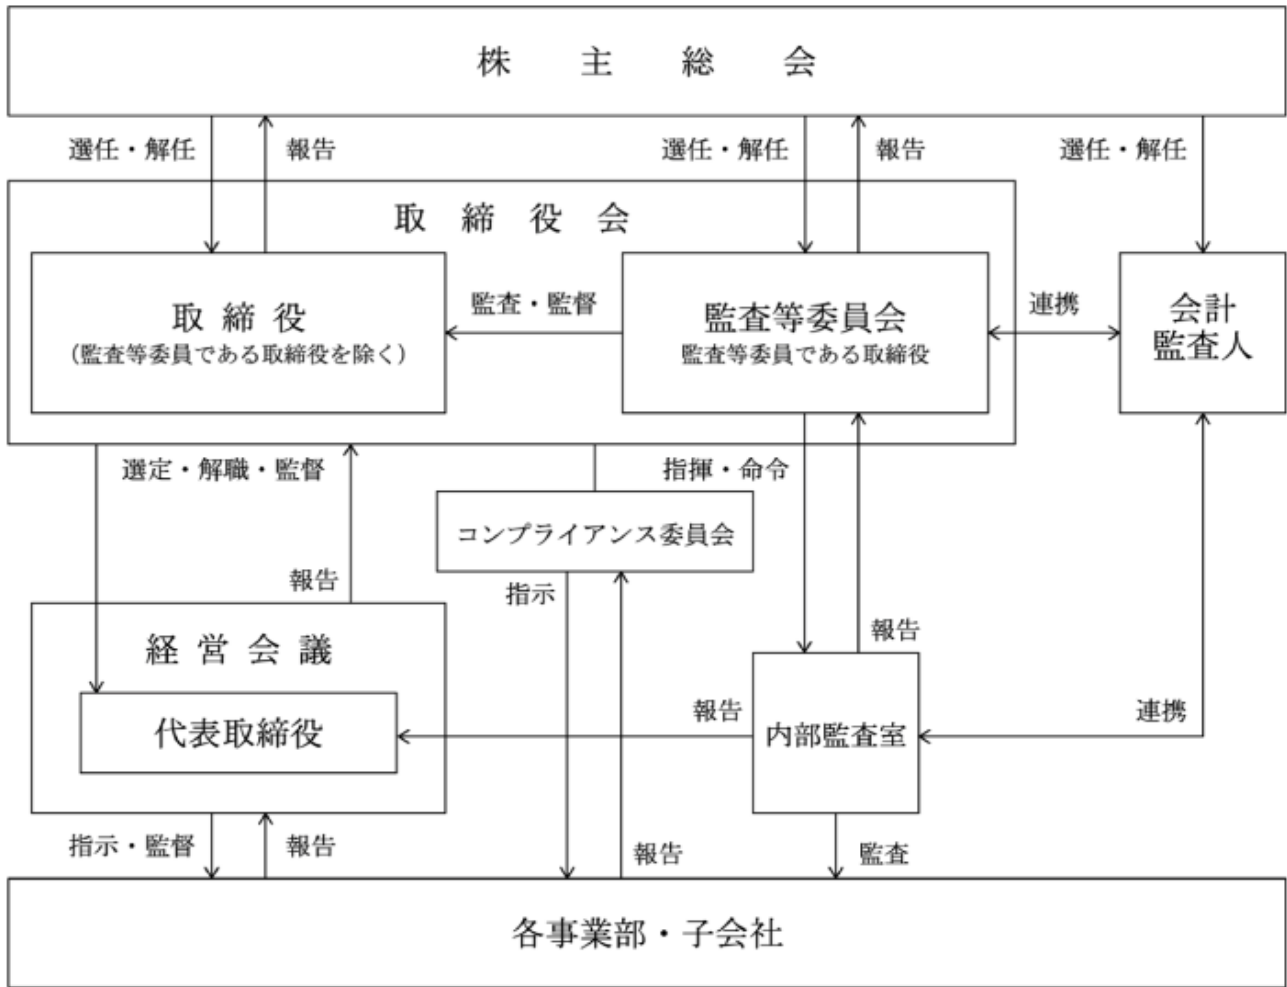 株主総会
選任・解任
報告
選任・解任
報告
選任・解任
取締役会
取締役
（監査等委員である取締役を除く）
監査・監督
監査等委員会
監査等委員である取締役
連携
会計
監査人
選定・解職・監督
報告
コンプライアンス委員会
指揮・命令
指示
報告
経営会議
代表取締役
報告
内部監査室
連携
指示・監督
報告
報告
監査
各事業部・子会社